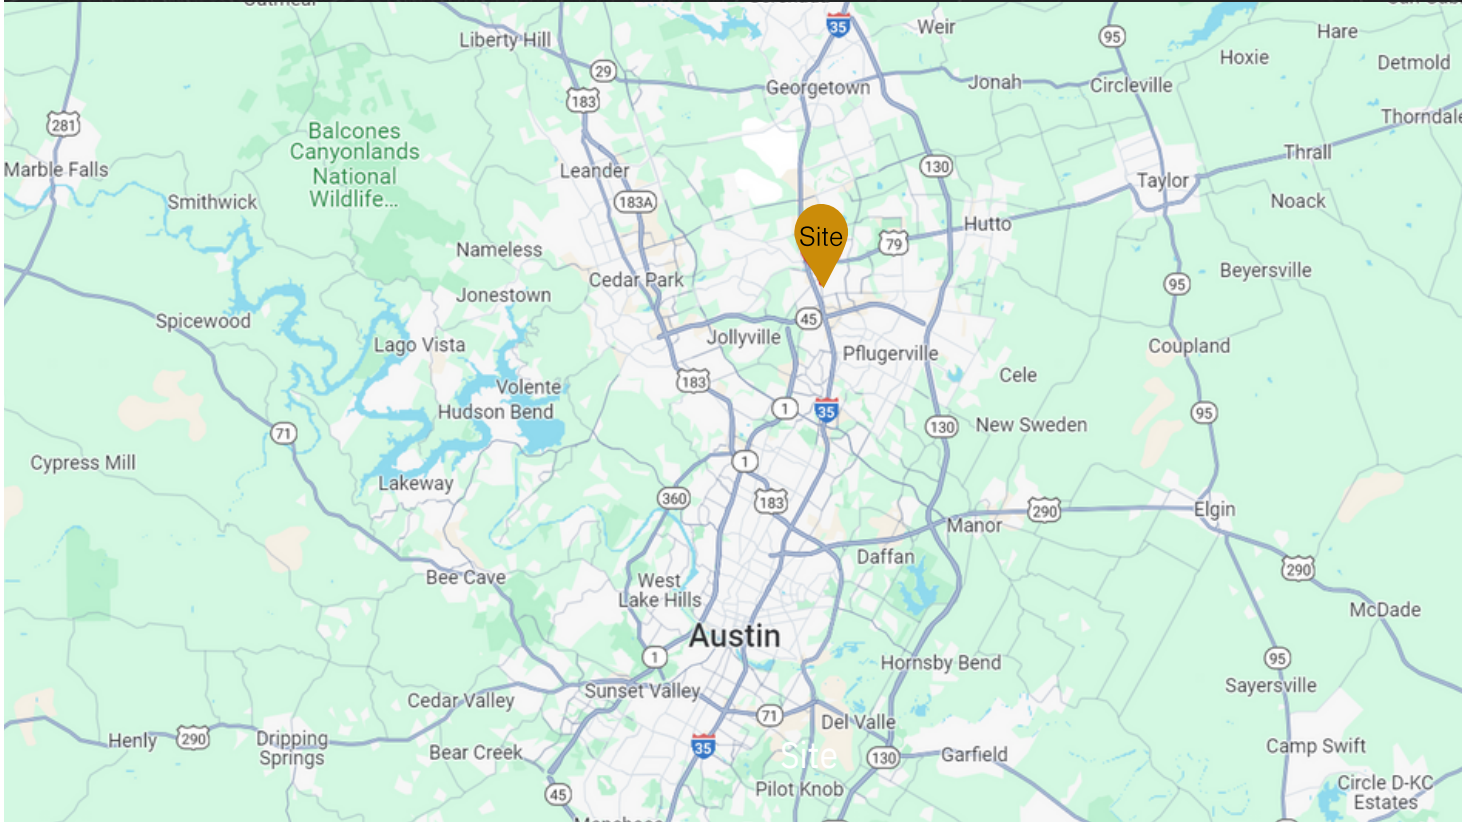 35
Weir
95
Hare
Liberty Hill
Hoxie
Detmold
29
183
Georgetown
Jonah
Circleville
281
Thorndale
Balcones
Canyonlands
National
Wildlife...
Marble Falls
Leander
130
Thrall
Taylor
Smithwick
183A
Noack
Hutto
Site
79
Nameless
Cedar Park
Beyersville
95
Jonestown
Spicewood
45
Lago Vista
Jollyville
Pflugerville
Coupland
Cele
183
Volente
Hudson Bend
1
35
95
71
130
New Sweden
Cypress Mill
1
Lakeway
360
183
290
Elgin
Manor
Daffan
290
Bee Cave
West
Lake Hills
McDade
Austin
1
Hornsby Bend
95
Sunset Valley
Sayersville
Cedar Valley
71
Del Valle
Henly
290
Dripping
Springs
Bear Creek
35
Site
130
Garfield
Camp Swift
Pilot Knob
Circle D-KC
Estates
45